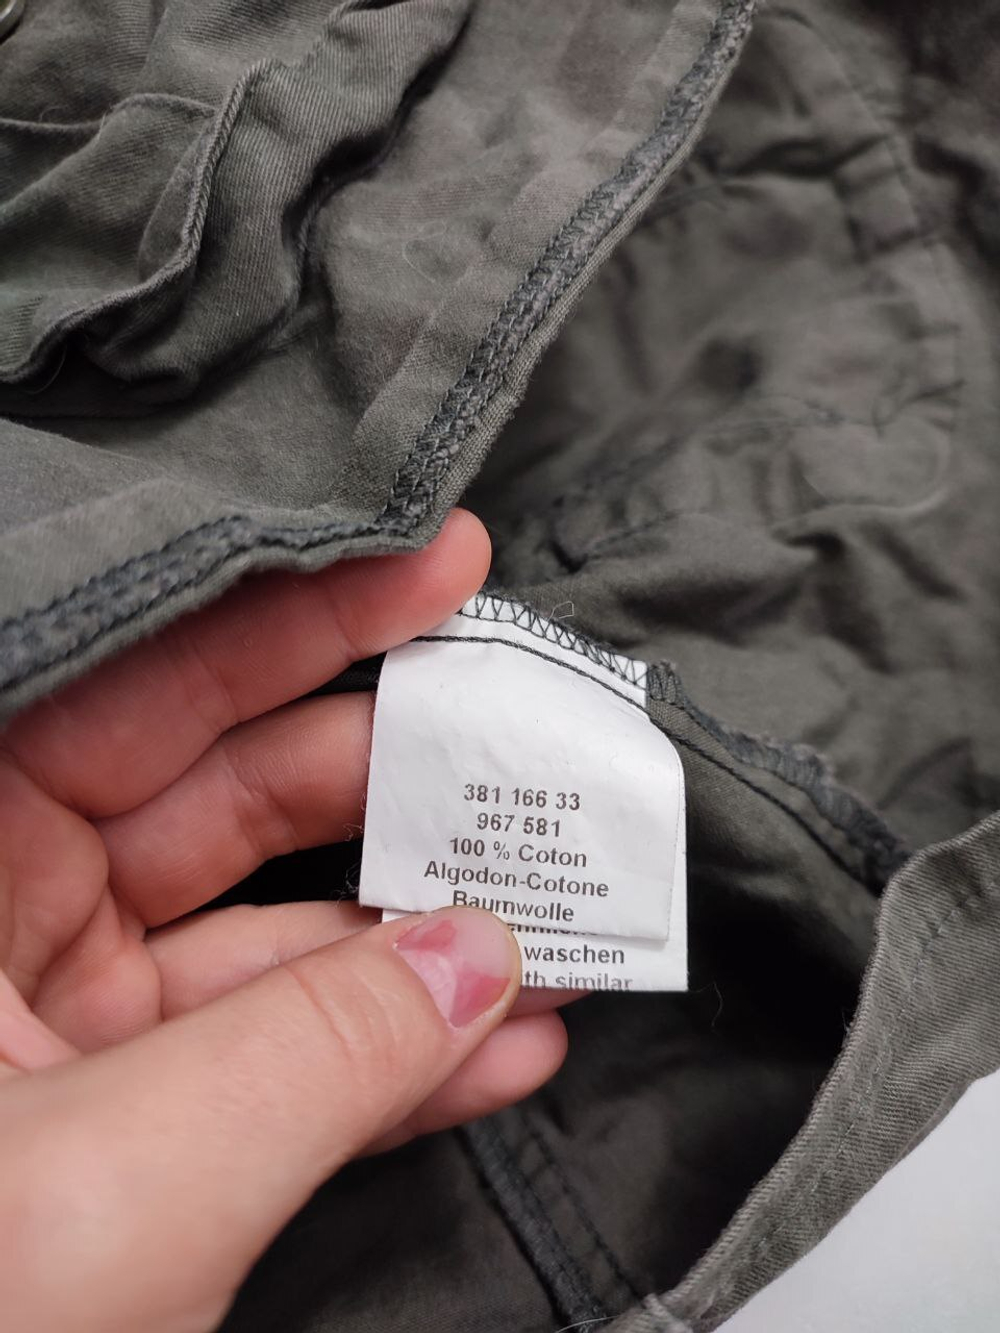 381 166 33
967 581
100 % Coton
Algodon-Cotone
Baumwolle
waschen
similar